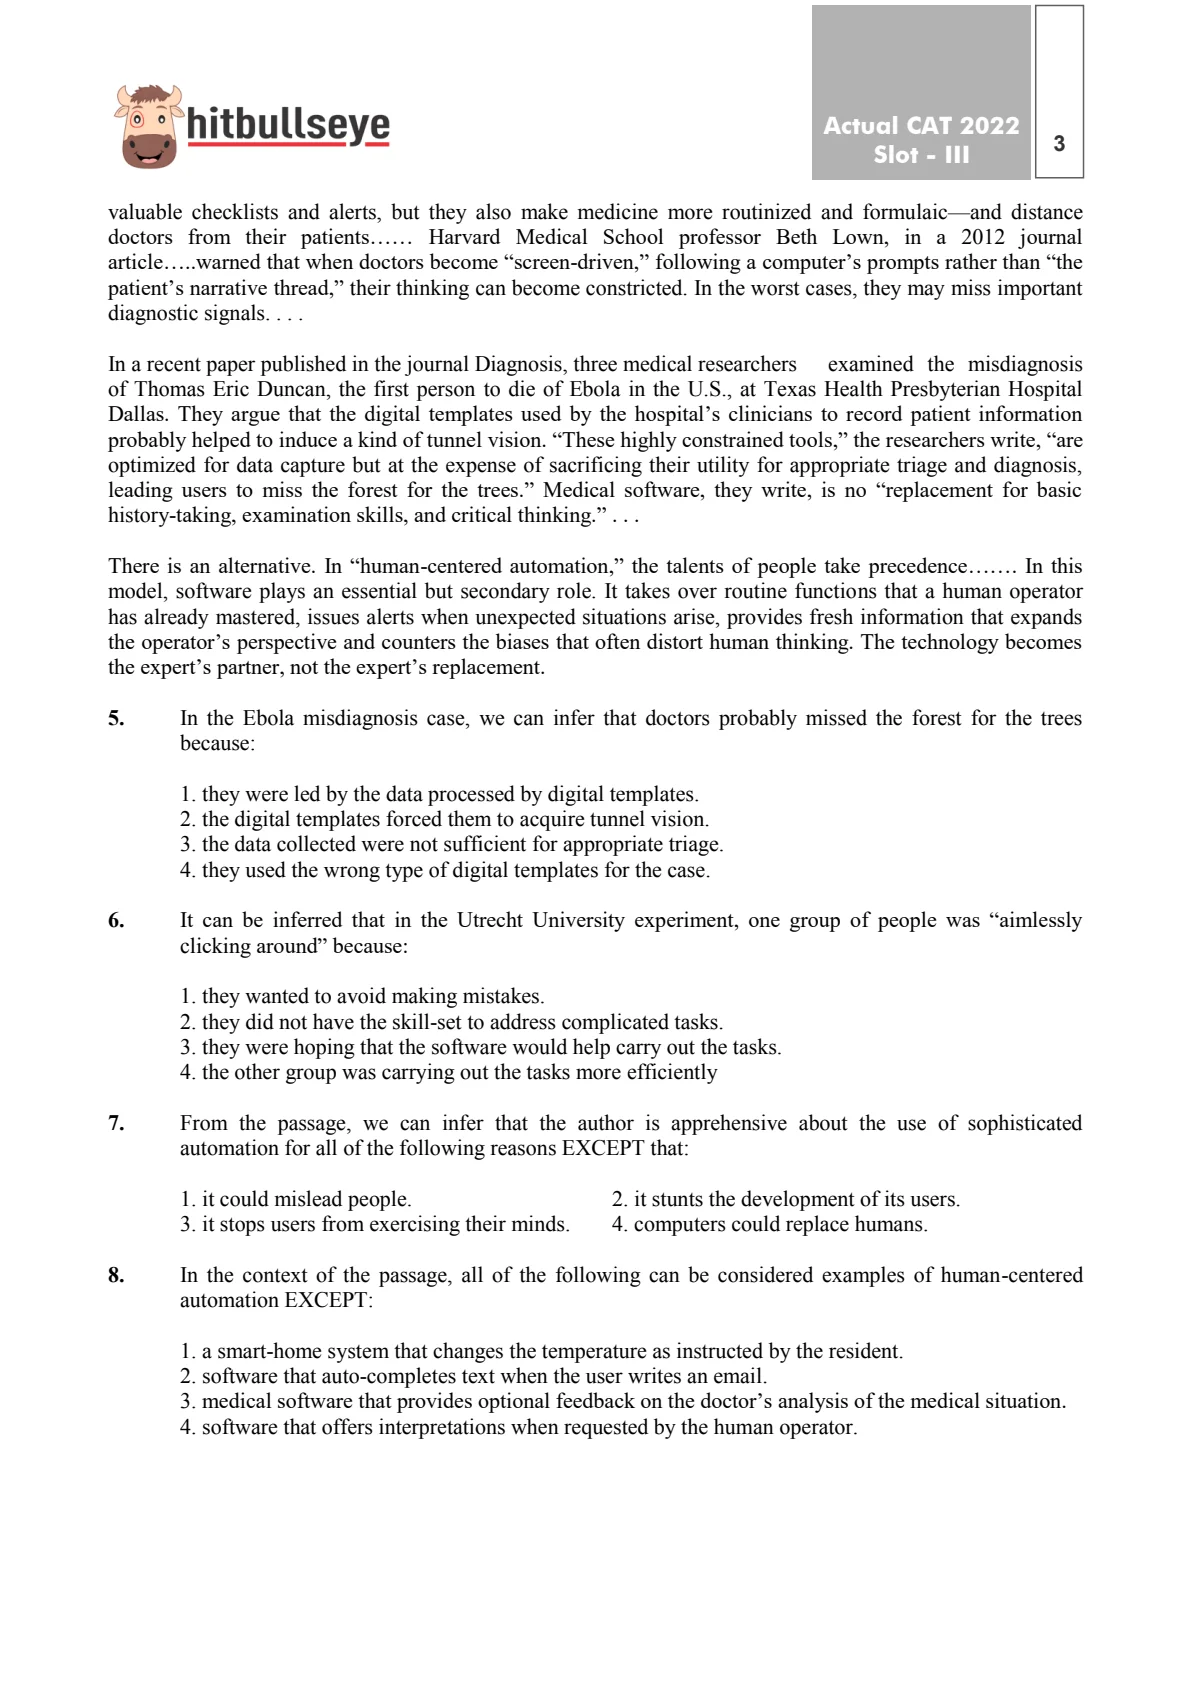 hitbullseye
Actual CAT 2022
Slot - III
3
valuable checklists and alerts, but they also make medicine more routinized and formulaic—and distance
doctors from their patients…… Harvard Medical School professor Beth Lown, in a 2012 journal
article…..warned that when doctors become “screen-driven,” following a computer’s prompts rather than “the
patient’s narrative thread,” their thinking can become constricted. In the worst cases, they may miss important
diagnostic signals. . . .
In a recent paper published in the journal Diagnosis, three medical researchers examined the misdiagnosis
of Thomas Eric Duncan, the first person to die of Ebola in the U.S., at Texas Health Presbyterian Hospital
Dallas. They argue that the digital templates used by the hospital’s clinicians to record patient information
probably helped to induce a kind of tunnel vision. “These highly constrained tools,” the researchers write, “are
optimized for data capture but at the expense of sacrificing their utility for appropriate triage and diagnosis,
leading users to miss the forest for the trees.” Medical software, they write, is no “replacement for basic
history-taking, examination skills, and critical thinking.” . . .
There is an alternative. In “human-centered automation,” the talents of people take precedence……. In this
model, software plays an essential but secondary role. It takes over routine functions that a human operator
has already mastered, issues alerts when unexpected situations arise, provides fresh information that expands
the operator’s perspective and counters the biases that often distort human thinking. The technology becomes
the expert’s partner, not the expert’s replacement.
5. In the Ebola misdiagnosis case, we can infer that doctors probably missed the forest for the trees
because:
1. they were led by the data processed by digital templates.
2. the digital templates forced them to acquire tunnel vision.
3. the data collected were not sufficient for appropriate triage.
4. they used the wrong type of digital templates for the case.
6. It can be inferred that in the Utrecht University experiment, one group of people was “aimlessly
clicking around” because:
1. they wanted to avoid making mistakes.
2. they did not have the skill-set to address complicated tasks.
3. they were hoping that the software would help carry out the tasks.
4. the other group was carrying out the tasks more efficiently
7. From the passage, we can infer that the author is apprehensive about the use of sophisticated
automation for all of the following reasons EXCEPT that:
1. it could mislead people. 2. it stunts the development of its users.
3. it stops users from exercising their minds. 4. computers could replace humans.
8. In the context of the passage, all of the following can be considered examples of human-centered
automation EXCEPT:
1. a smart-home system that changes the temperature as instructed by the resident.
2. software that auto-completes text when the user writes an email.
3. medical software that provides optional feedback on the doctor’s analysis of the medical situation.
4. software that offers interpretations when requested by the human operator.